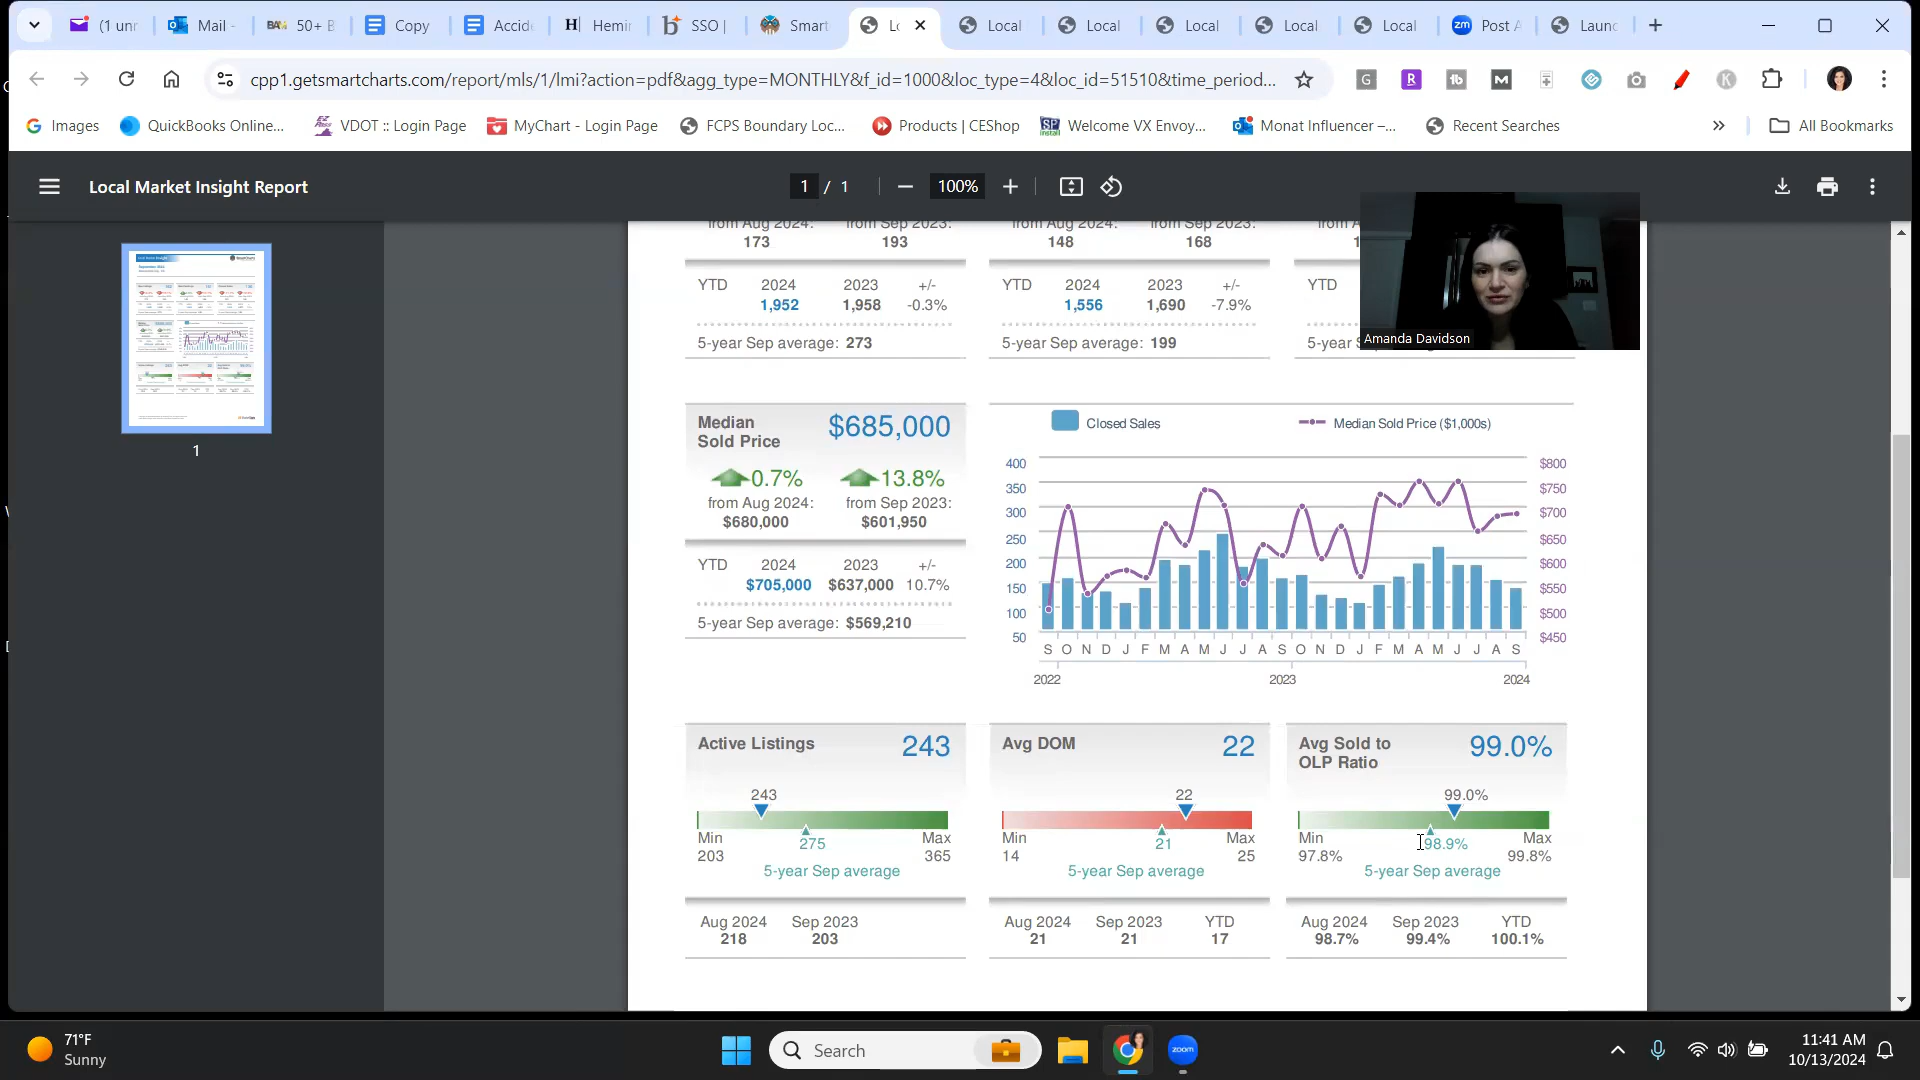 (1 unr
Mail -
BAM 50+ B
Copy
Accide
H Hemi
SSO |
Smart
Lo
Local
Local
Local
Local
Local
zm Post A
Launc
cpp1.getsmartcharts.com/report/mls/1/lmi?action=pdf&agg_type=MONTHLY&f_id=1000&loc_type=4&loc_id=51510&time_period...
Images
QuickBooks Online...
VDOT :: Login Page
MyChart - Login Page
FCPS Boundary Loc...
Products | CEShop
Welcome VX Envoy...
Monat Influencer –...
Recent Searches
»
All Bookmarks
Local Market Insight Report
1 / 1
100%
1
from Aug 2024: from Sep 2023:
173 193
YTD 2024 2023 +/-
1,952 1,958 -0.3%
5-year Sep average: 273
from Aug 2024: from Sep 2023:
148 168
YTD 2024 2023 +/-
1,556 1,690 -7.9%
5-year Sep average: 199
from A
1
YTD
5-year S
Amanda Davidson
Median
Sold Price
$685,000
0.7% 13.8%
from Aug 2024: from Sep 2023:
$680,000 $601,950
YTD 2024 2023 +/-
$705,000 $637,000 10.7%
5-year Sep average: $569,210
Closed Sales
Median Sold Price ($1,000s)
400 $800
350 $750
300 $700
250 $650
200 $600
150 $550
100 $500
50 $450
S O N D J F M A M J J A S O N D J F M A M J J A S
2022 2023 2024
Active Listings 243
243
Min Max
203 275 365
5-year Sep average
Aug 2024 Sep 2023
218 203
Avg DOM 22
22
Min Max
14 21 25
5-year Sep average
Aug 2024 Sep 2023 YTD
21 21 17
Avg Sold to
OLP Ratio
99.0%
99.0%
Min Max
97.8% 98.9% 99.8%
5-year Sep average
Aug 2024 Sep 2023 YTD
98.7% 99.4% 100.1%
71°F
Sunny
Search
zoom
11:41 AM
10/13/2024